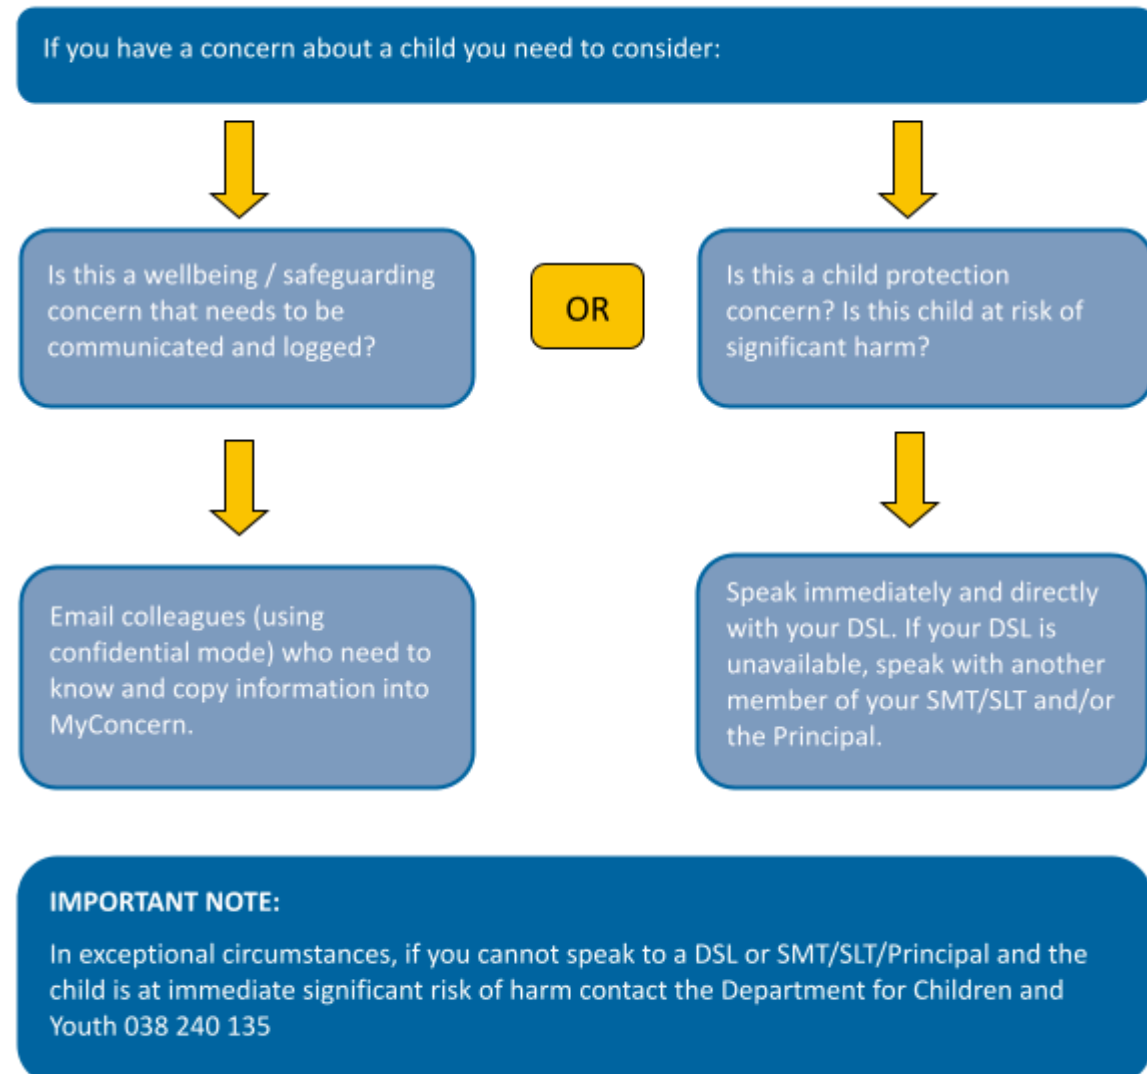 If you have a concern about a child you need to consider:
Is this a wellbeing / safeguarding
concern that needs to be
communicated and logged?
OR
Is this a child protection
concern? Is this child at risk of
significant harm?
Email colleagues (using
confidential mode) who need to
know and copy information into
MyConcern.
Speak immediately and directly
with your DSL. If your DSL is
unavailable, speak with another
member of your SMT/SLT and/or
the Principal.
IMPORTANT NOTE:
In exceptional circumstances, if you cannot speak to a DSL or SMT/SLT/Principal and the
child is at immediate significant risk of harm contact the Department for Children and
Youth 038 240 135